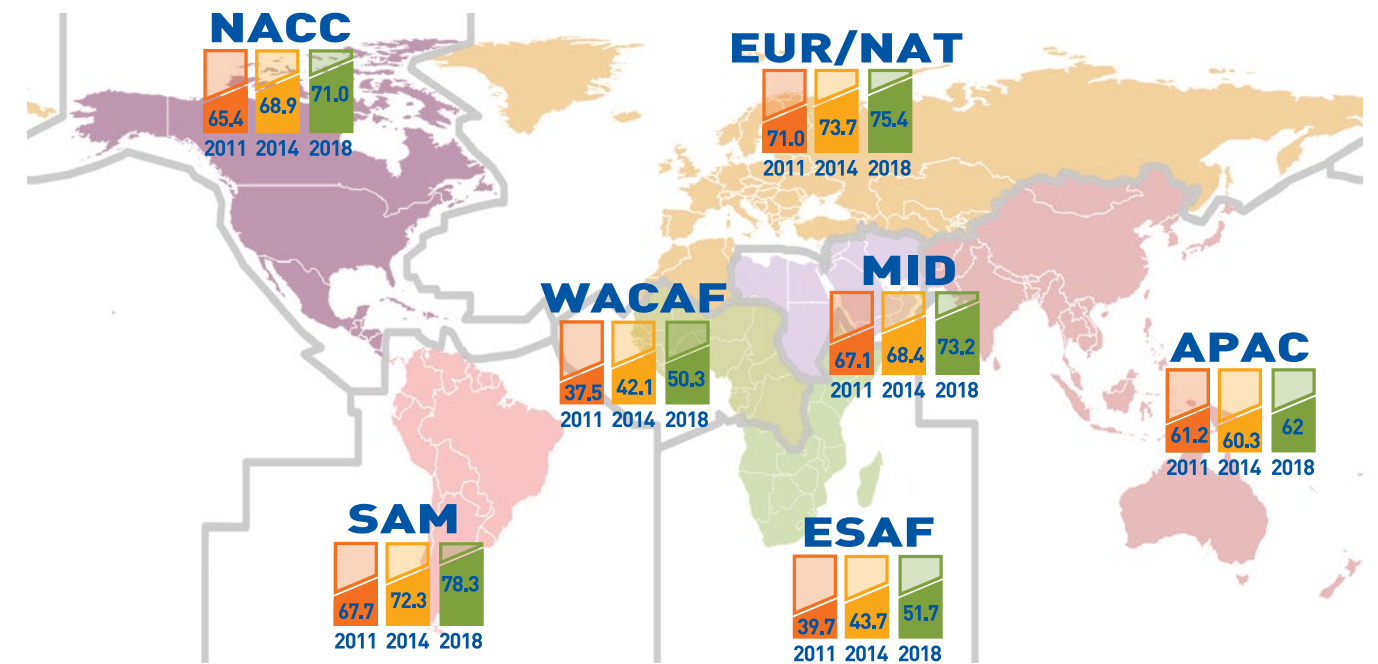 NACC
65.4 68.9 71.0
2011 2014 2018
EUR/NAT
71.0 73.7 75.4
2011 2014 2018
WACAF
37.5 42.1 50.3
2011 2014 2018
MID
67.1 68.4 73.2
2011 2014 2018
APAC
61.2 60.3 62
2011 2014 2018
SAM
67.7 72.3 78.3
2011 2014 2018
ESAF
39.7 43.7 51.7
2011 2014 2018